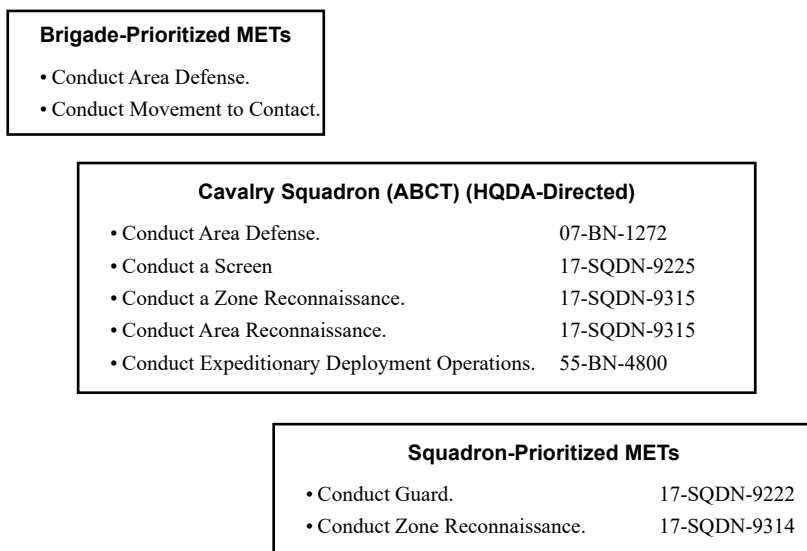 Brigade-Prioritized METs
• Conduct Area Defense.
• Conduct Movement to Contact.
Cavalry Squadron (ABCT) (HQDA-Directed)
• Conduct Area Defense. 07-BN-1272
• Conduct a Screen 17-SQDN-9225
• Conduct a Zone Reconnaissance. 17-SQDN-9315
• Conduct Area Reconnaissance. 17-SQDN-9315
• Conduct Expeditionary Deployment Operations. 55-BN-4800
Squadron-Prioritized METs
• Conduct Guard. 17-SQDN-9222
• Conduct Zone Reconnaissance. 17-SQDN-9314